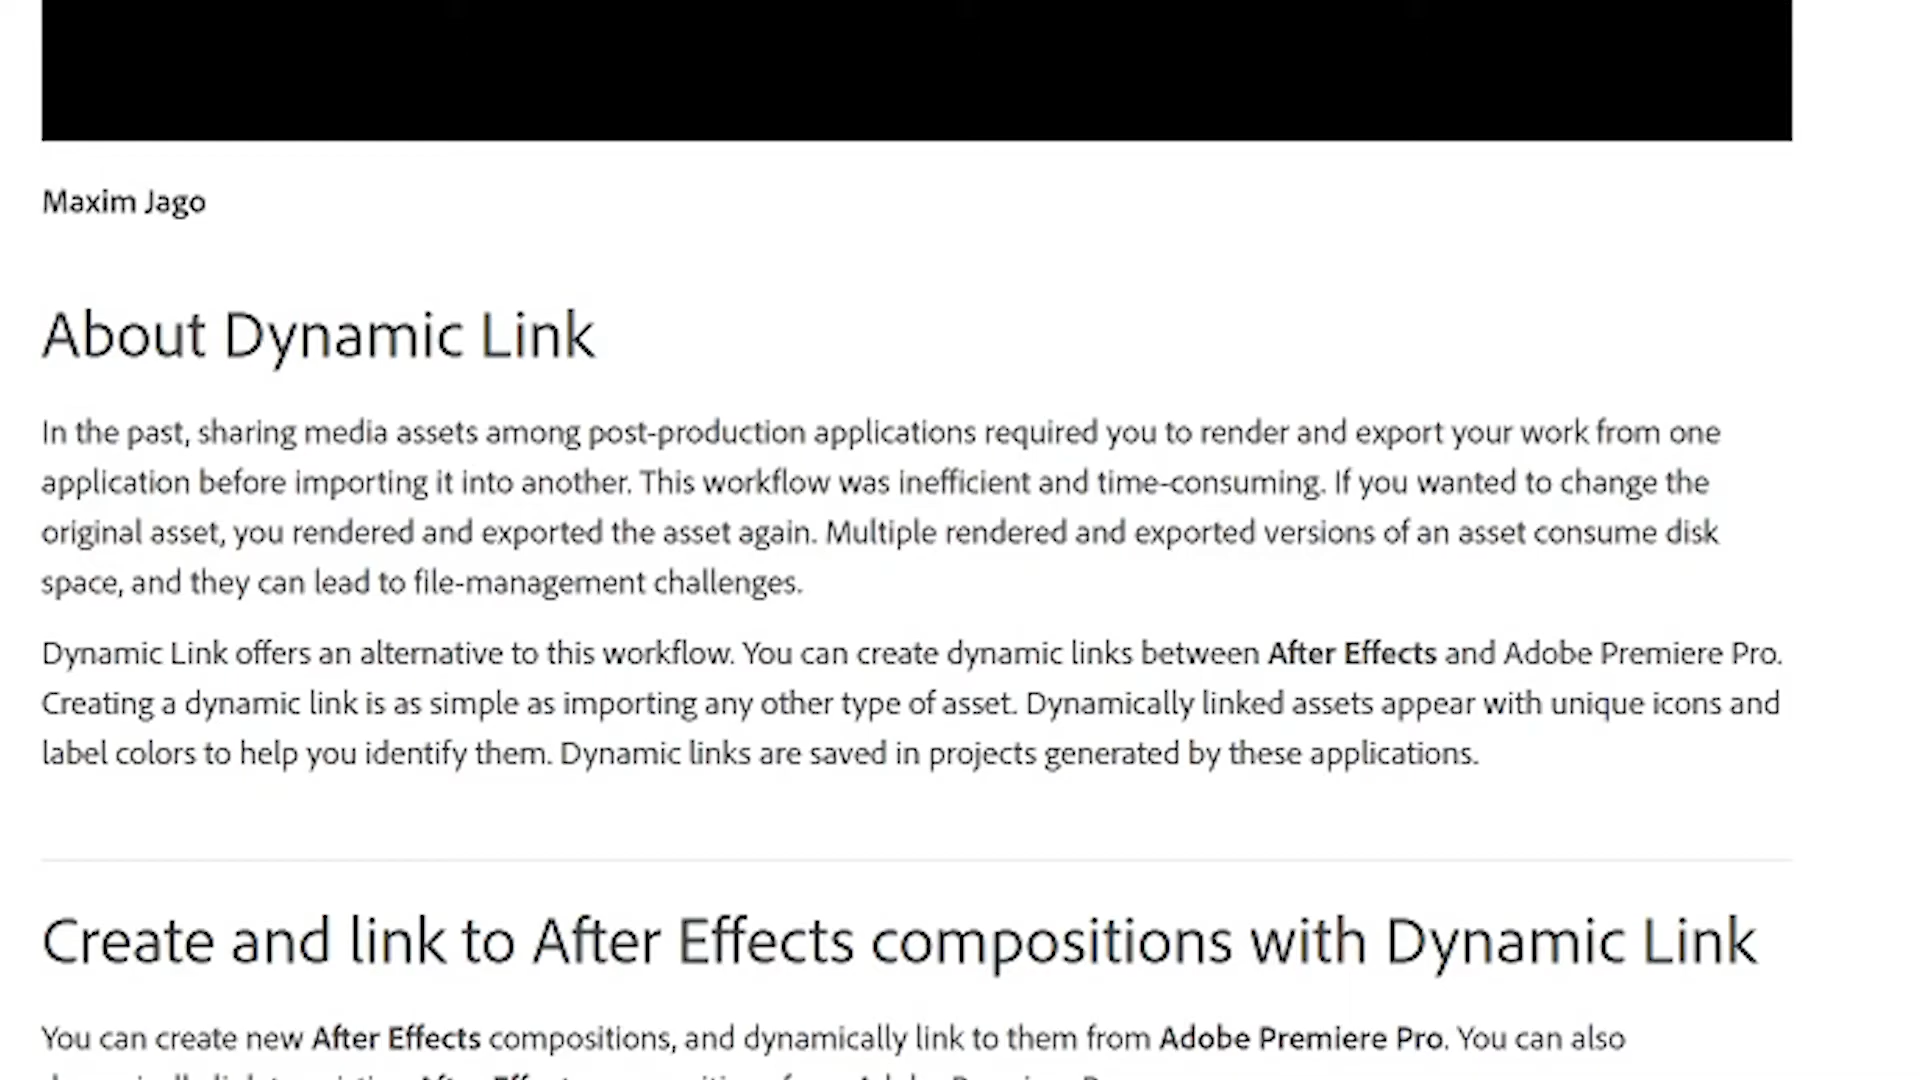 Maxim Jago
About Dynamic Link
In the past, sharing media assets among post-production applications required you to render and export your work from one
application before importing it into another. This workflow was inefficient and time-consuming. If you wanted to change the
original asset, you rendered and exported the asset again. Multiple rendered and exported versions of an asset consume disk
space, and they can lead to file-management challenges.
Dynamic Link offers an alternative to this workflow. You can create dynamic links between After Effects and Adobe Premiere Pro.
Creating a dynamic link is as simple as importing any other type of asset. Dynamically linked assets appear with unique icons and
label colors to help you identify them. Dynamic links are saved in projects generated by these applications.
Create and link to After Effects compositions with Dynamic Link
You can create new After Effects compositions, and dynamically link to them from Adobe Premiere Pro. You can also